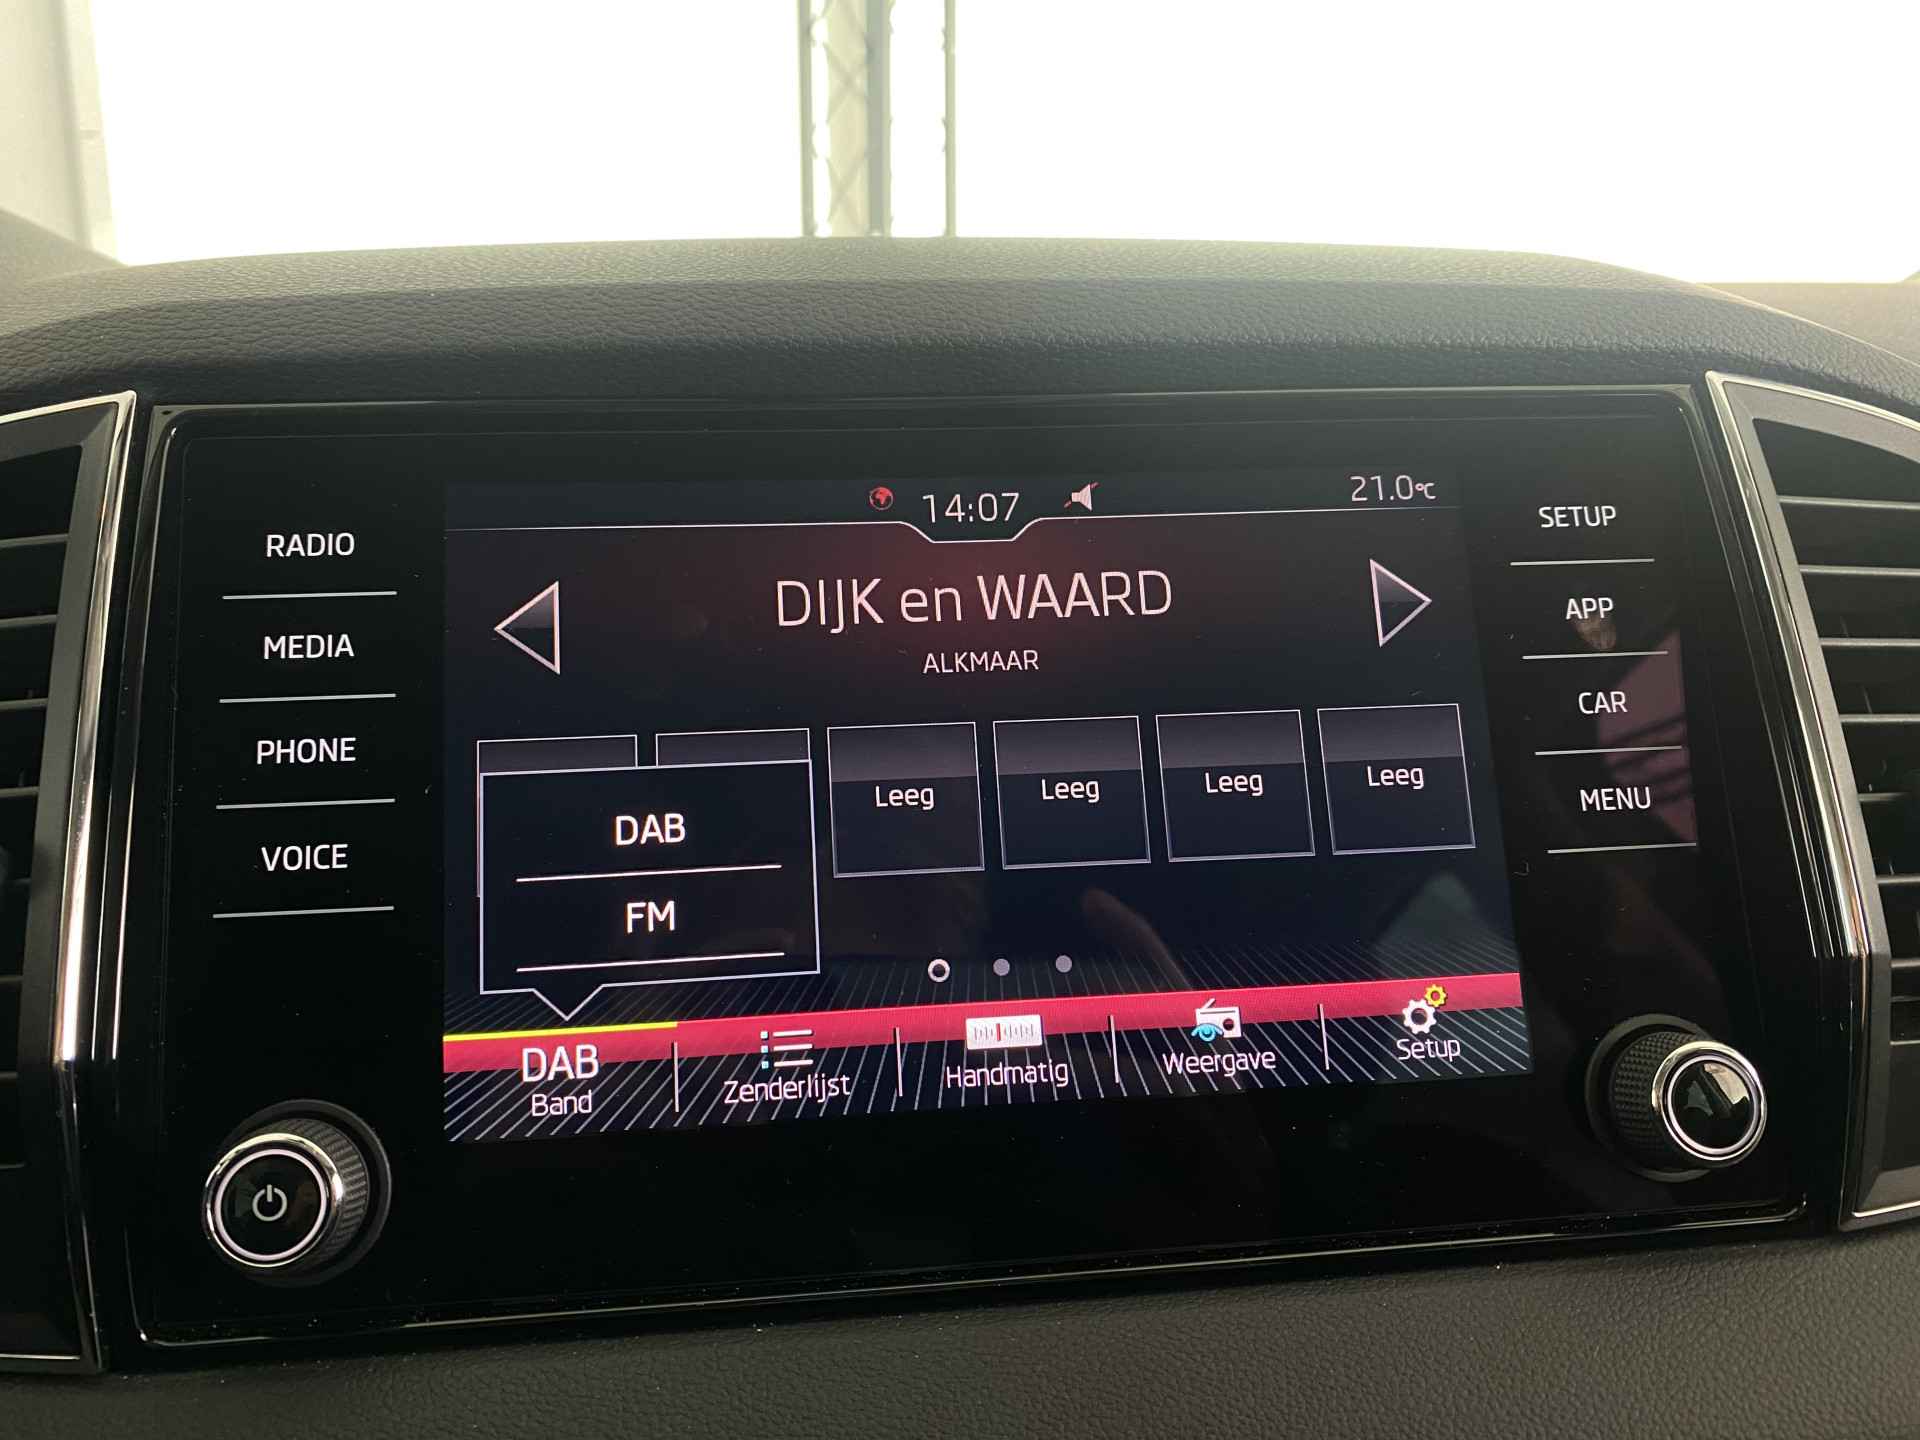 14:07
21.0°C
DIJK en WAARD
ALKMAAR
RADIO
MEDIA
PHONE
VOICE
DAB
FM
Leeg
Leeg
Leeg
Leeg
SETUP
APP
CAR
MENU
DAB
Band
Zenderlijst
Handmatig
Weergave
Setup